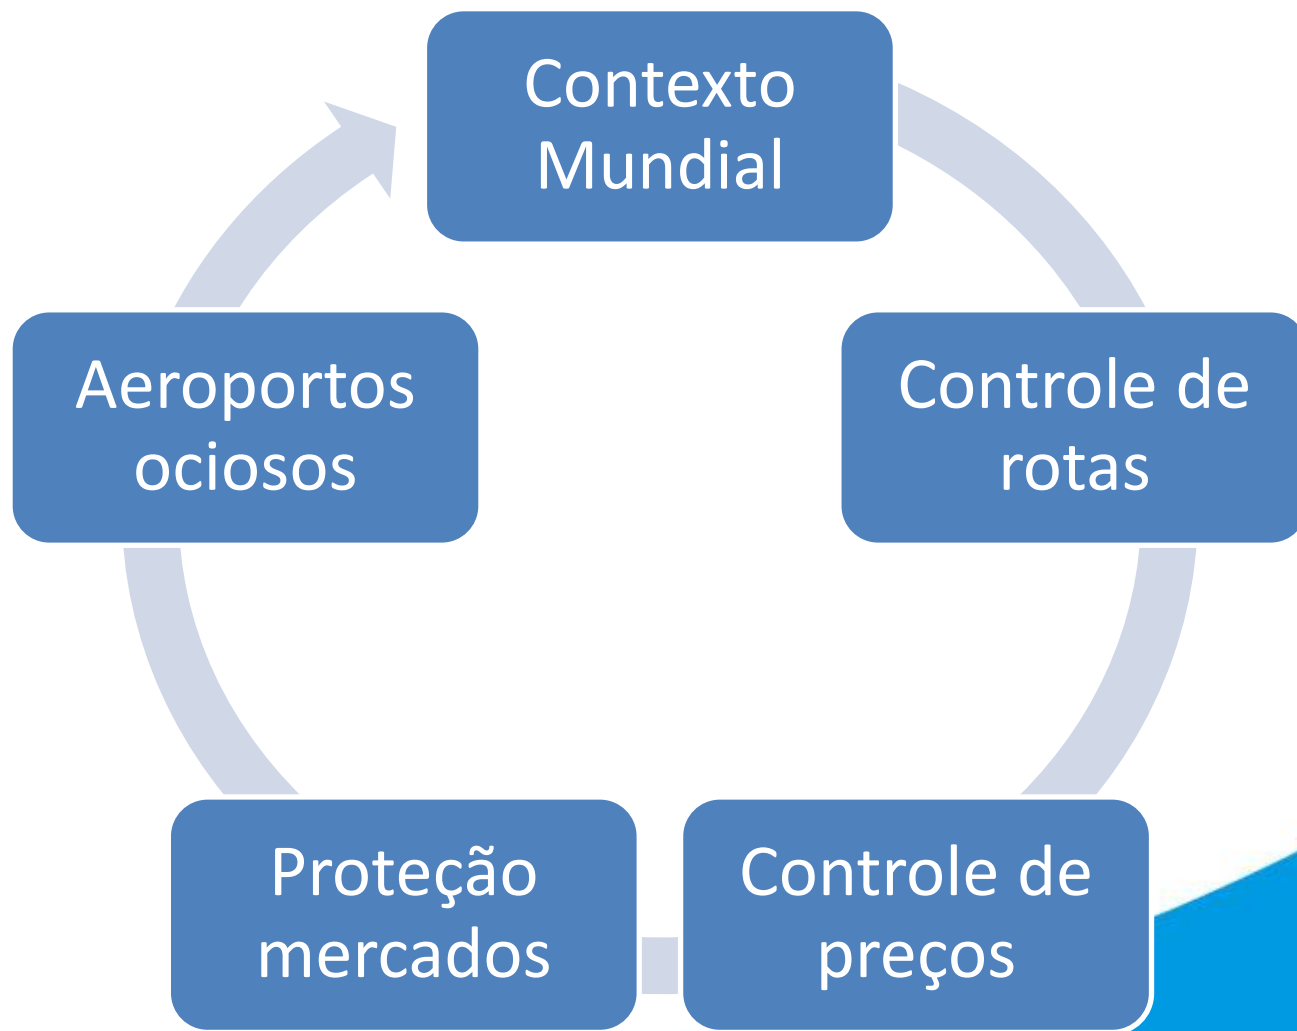 Contexto
Mundial
Controle de
rotas
Controle de
preços
Proteção
mercados
Aeroportos
ociosos